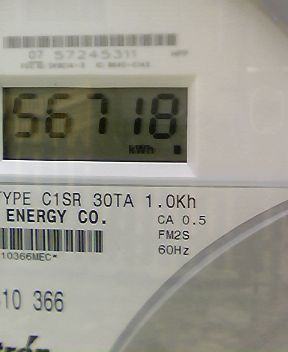 07 57245311
56718
kWh
TYPE C1SR 30TA 1.0Kh
ENERGY CO.
CA 0.5
FM2S
60Hz
10366MEC*
10 366